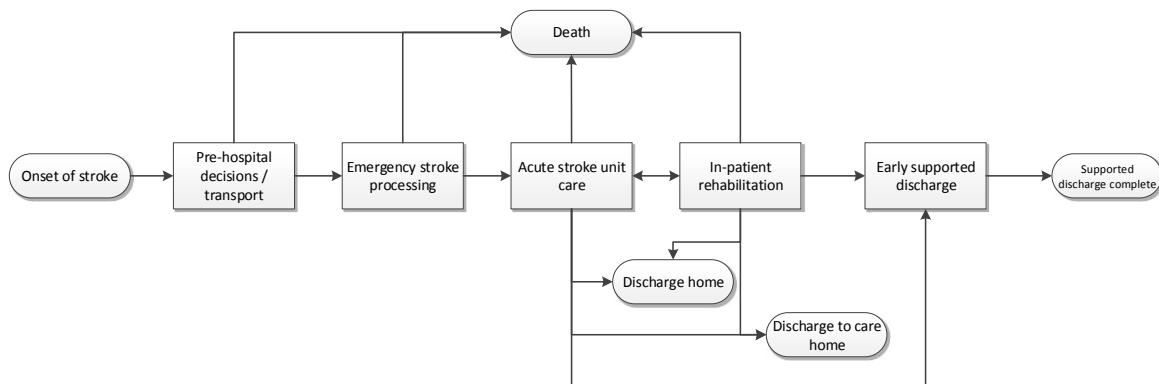 Death
Onset of stroke
Pre-hospital
decisions /
transport
Emergency stroke
processing
Acute stroke unit
care
In-patient
rehabilitation
Early supported
discharge
Supported
discharge complete
Discharge home
Discharge to care
home